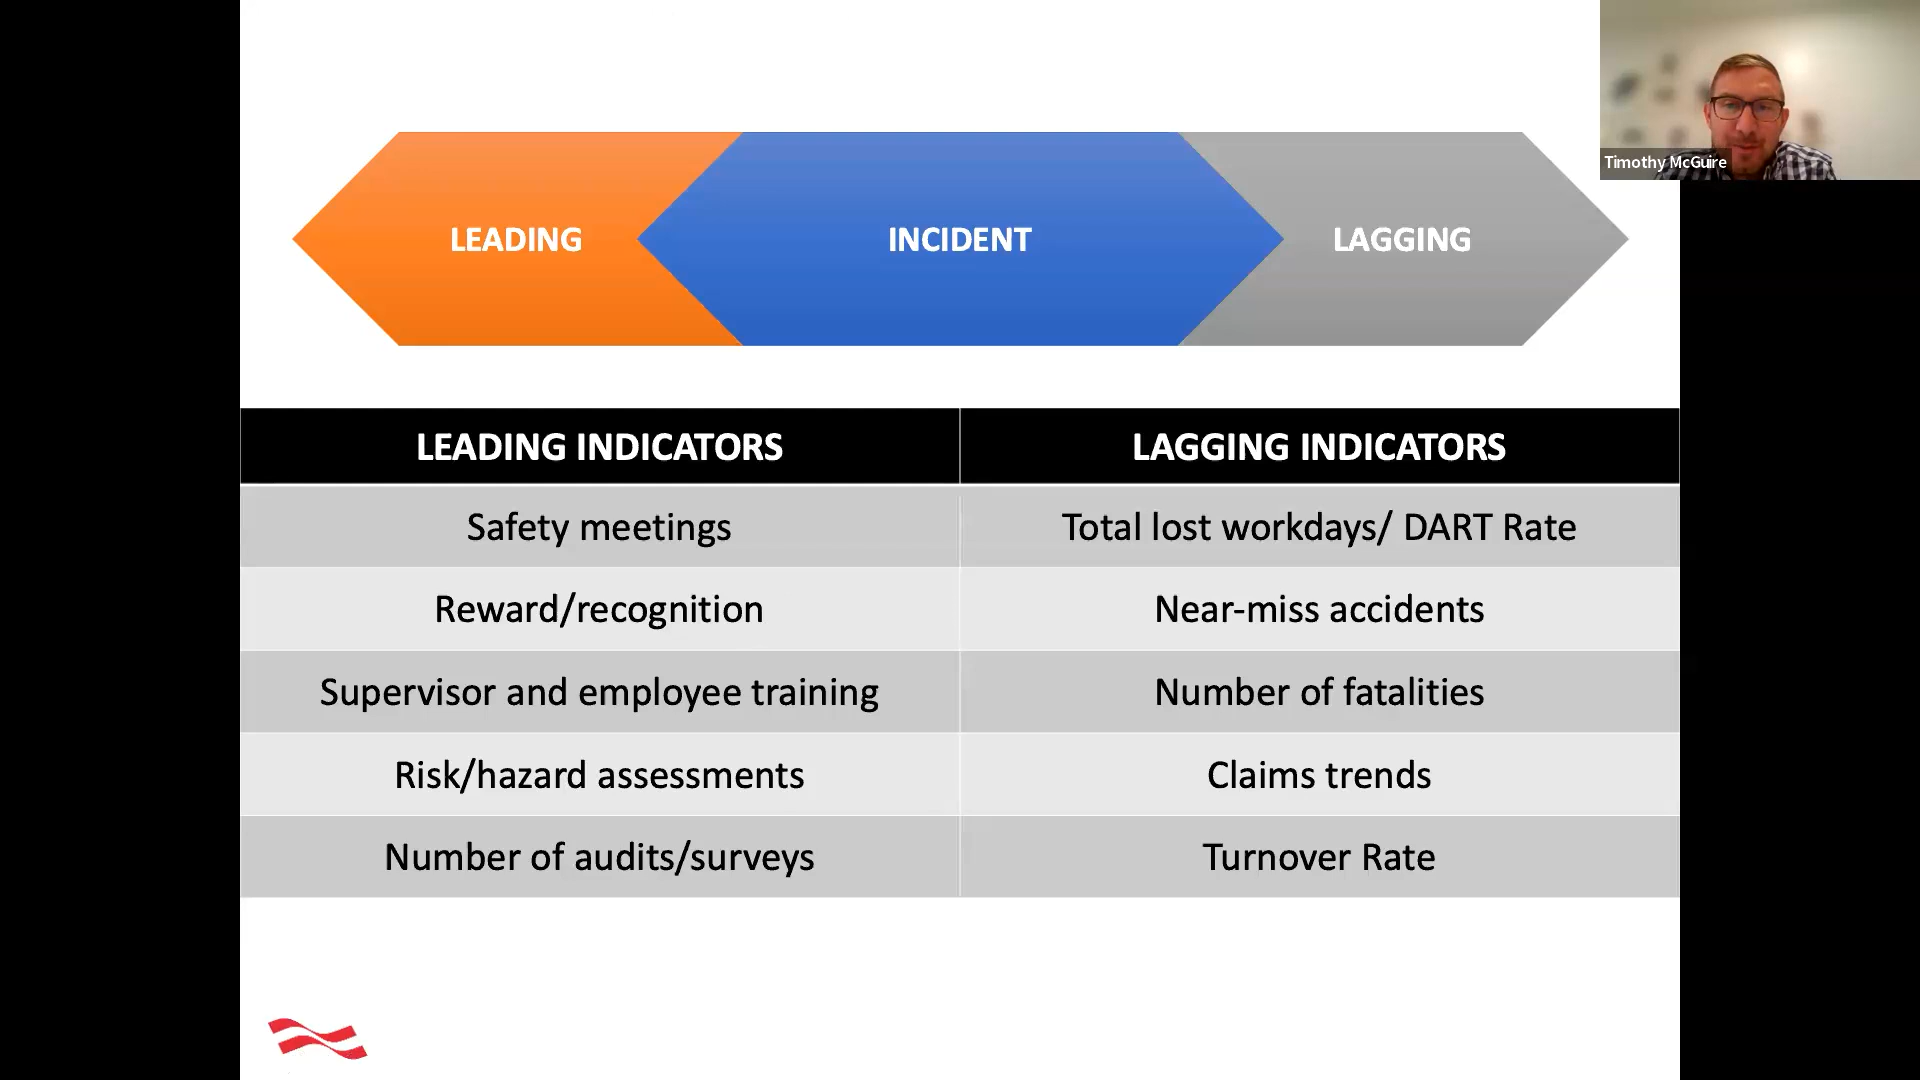 Timothy McGuire
LEADING
INCIDENT
LAGGING
LEADING INDICATORS
LAGGING INDICATORS
Safety meetings
Total lost workdays/ DART Rate
Reward/recognition
Near-miss accidents
Supervisor and employee training
Number of fatalities
Risk/hazard assessments
Claims trends
Number of audits/surveys
Turnover Rate